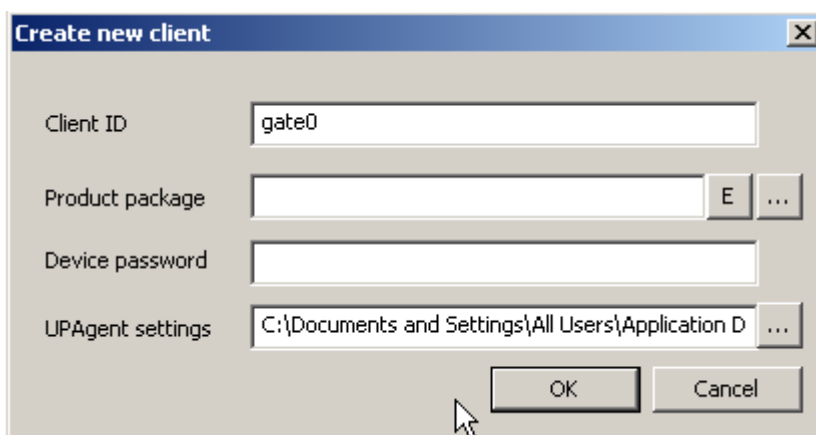 Create new client
Client ID gate0
Product package E ...
Device password
UPAgent settings C:\Documents and Settings\All Users\Application D ...
OK Cancel